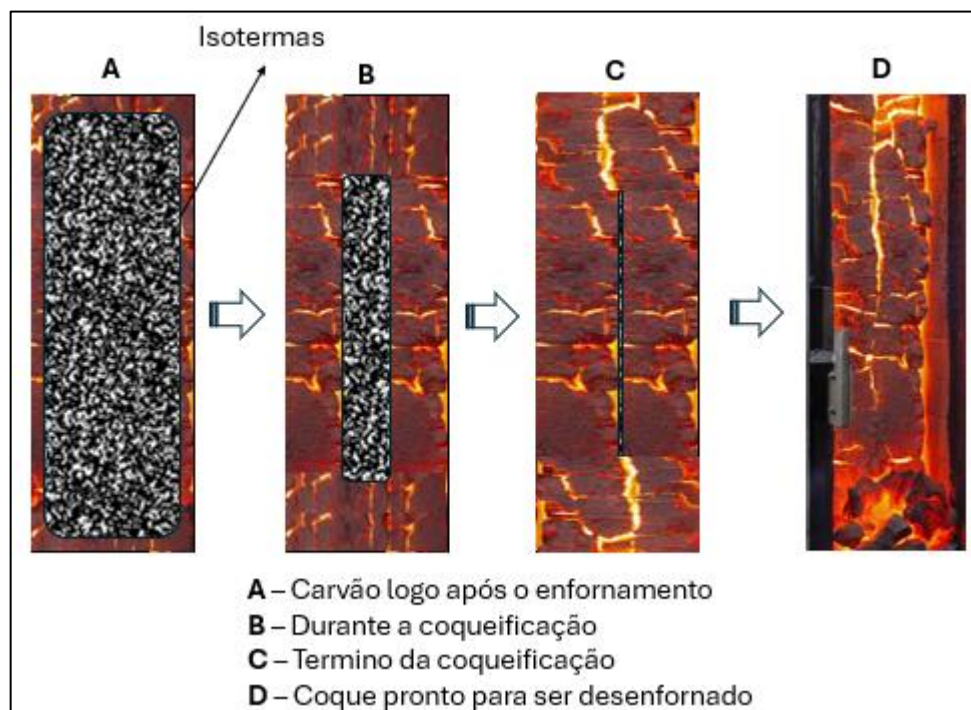 Isotermas
A
B
C
D
A – Carvão logo após o enfornamento
B – Durante a coqueificação
C – Termino da coqueificação
D – Coque pronto para ser desenfornado